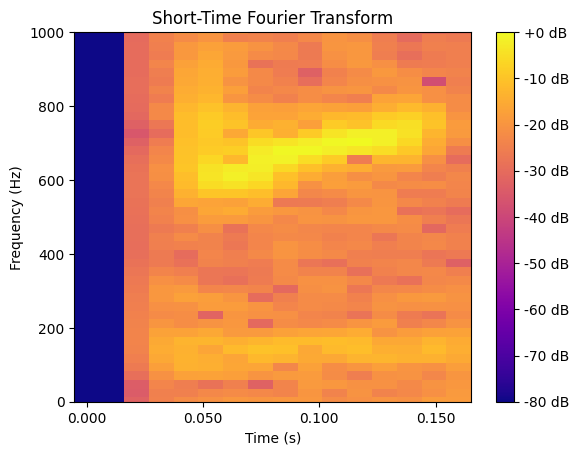 Short-Time Fourier Transform
Frequency (Hz)
1000
800
600
400
200
0
0.000
0.050
0.100
0.150
Time (s)
+0 dB
-10 dB
-20 dB
-30 dB
-40 dB
-50 dB
-60 dB
-70 dB
-80 dB